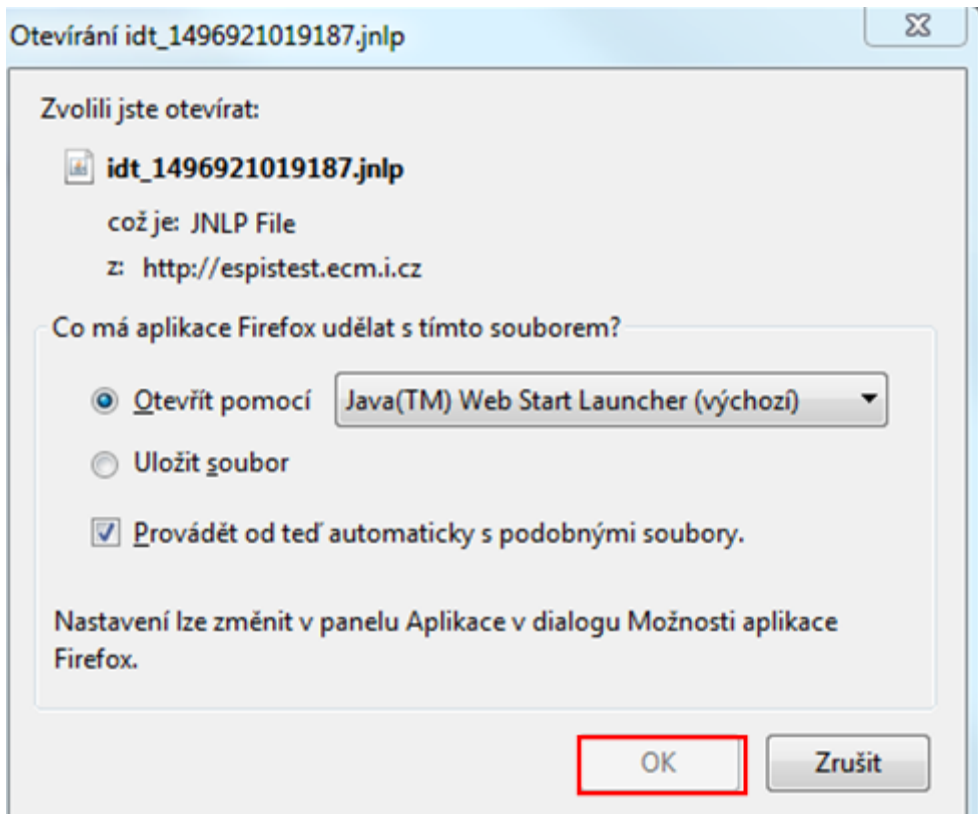 Otevírání idt_1496921019187.jnlp
Zvolili jste otevírat:
idt_1496921019187.jnlp
což je: JNLP File
z: http://espistest.ecm.i.cz
Co má aplikace Firefox udělat s tímto souborem?
Otevřít pomocí Java(TM) Web Start Launcher (výchozí)
Uložit soubor
Provádět od teď automaticky s podobnými soubory.
Nastavení lze změnit v panelu Aplikace v dialogu Možnosti aplikace
Firefox.
OK Zrušit